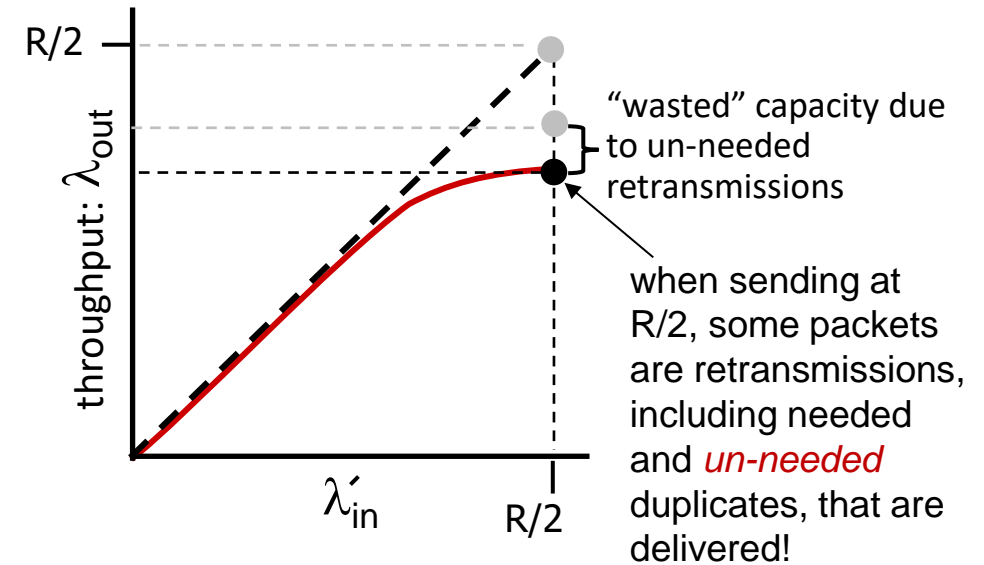 R/2
throughput: λout
“wasted” capacity due
to un-needed
retransmissions
when sending at
R/2, some packets
are retransmissions,
including needed
and un-needed
duplicates, that are
delivered!
λ′in
R/2